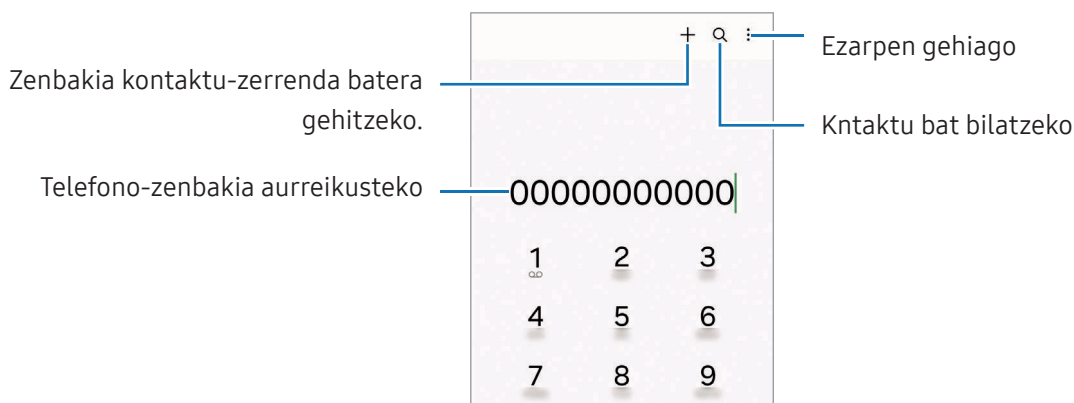 Ezarpen gehiago
Zenbakia kontaktu-zerrenda batera
gehitzeko.
Kntaktu bat bilatzeko
Telefono-zenbakia aurreikusteko
00000000000
1 2 3
4 5 6
7 8 9